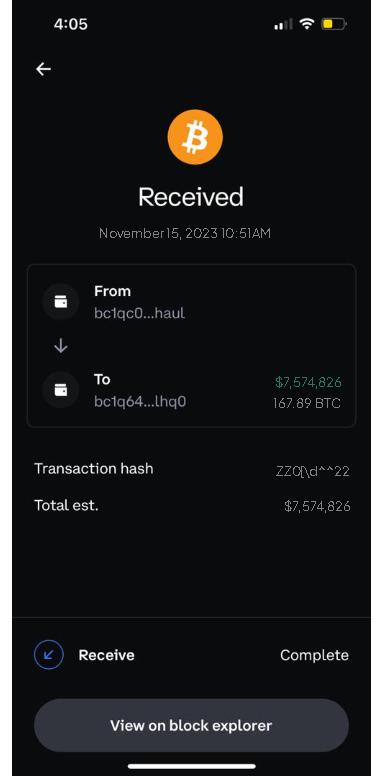 4:05
Received
November 15, 2023 10:51AM
From
bc1qc0...haul
To
$7,574,826
bc1q64...lhq0
167.89 BTC
Transaction hash
ZZ0[\d^^22
Total est.
$7,574,826
Receive
Complete
View on block explorer